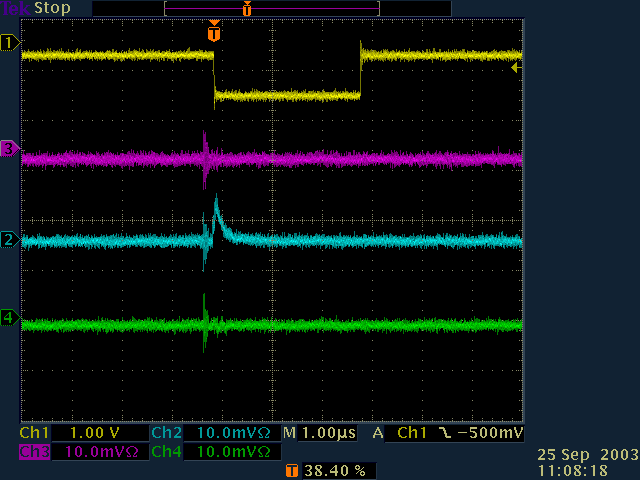 Tek Stop
T
T
1
3
2
4
Ch1 1.00 V Ch2 10.0mVΩ M 1.00µs A Ch1 -500mV
Ch3 10.0mVΩ Ch4 10.0mVΩ
T 38.40 %
25 Sep 2003
11:08:18